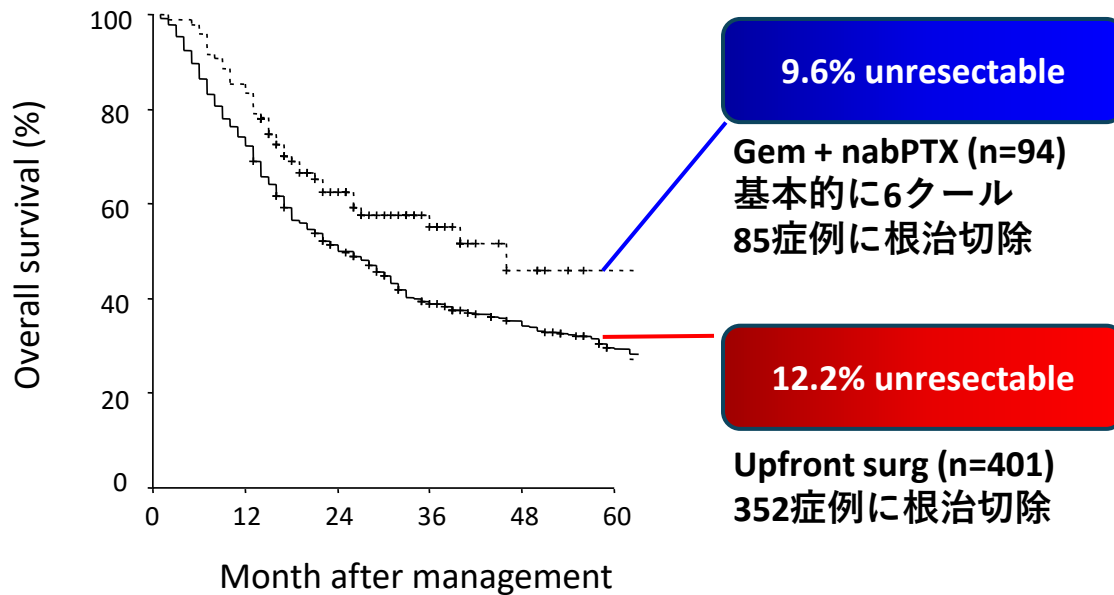 Overall survival (%)
100
80
60
40
20
0
0 12 24 36 48 60
Month after management
9.6% unresectable
Gem + nabPTX (n=94)
基本的に6クール
85症例に根治切除
12.2% unresectable
Upfront surg (n=401)
352症例に根治切除